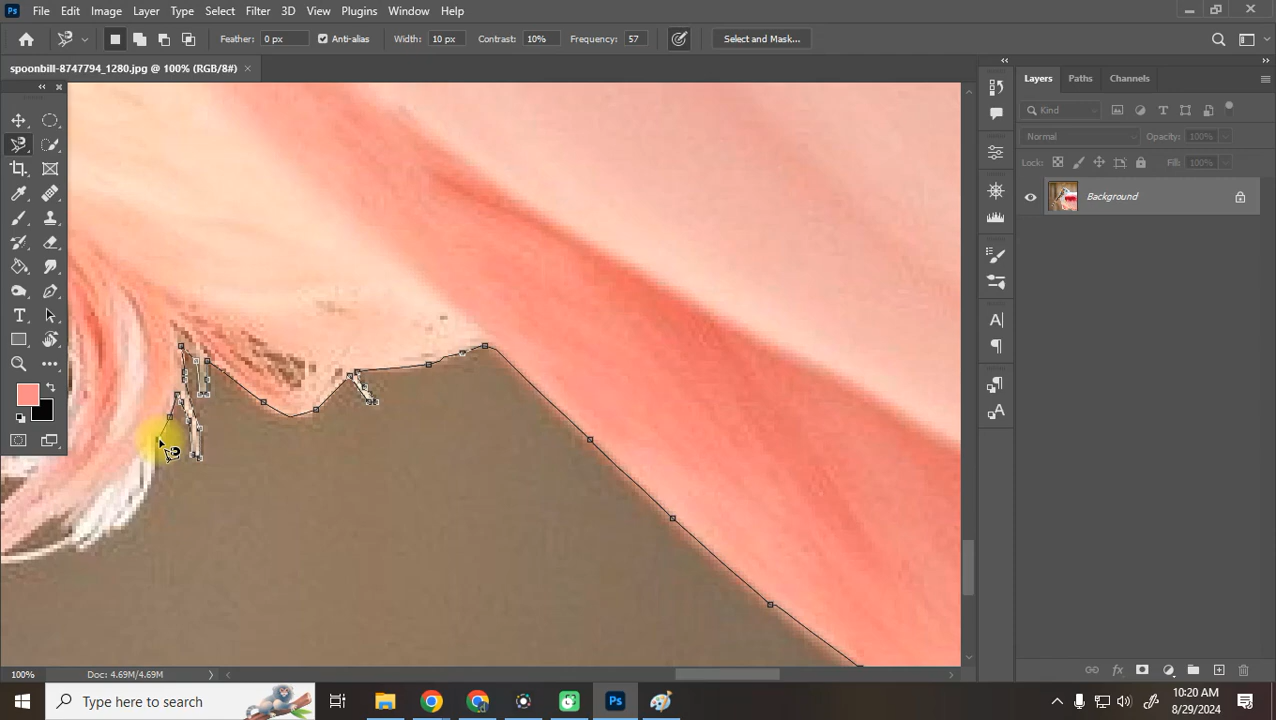 Ps File Edit Image Layer Type Select Filter 3D View Plugins Window Help
Feather: 0 px Anti-alias Width: 10 px Contrast: 10% Frequency: 57 Select and Mask...
spoonbill-8747794_1280.jpg @ 100% (RGB/8#)
Layers Paths Channels
Kind
Normal Opacity: 100%
Lock: Fill: 100%
Background
100% Doc: 4.69M/4.69M
Type here to search
Ps
10:20 AM
8/29/2024